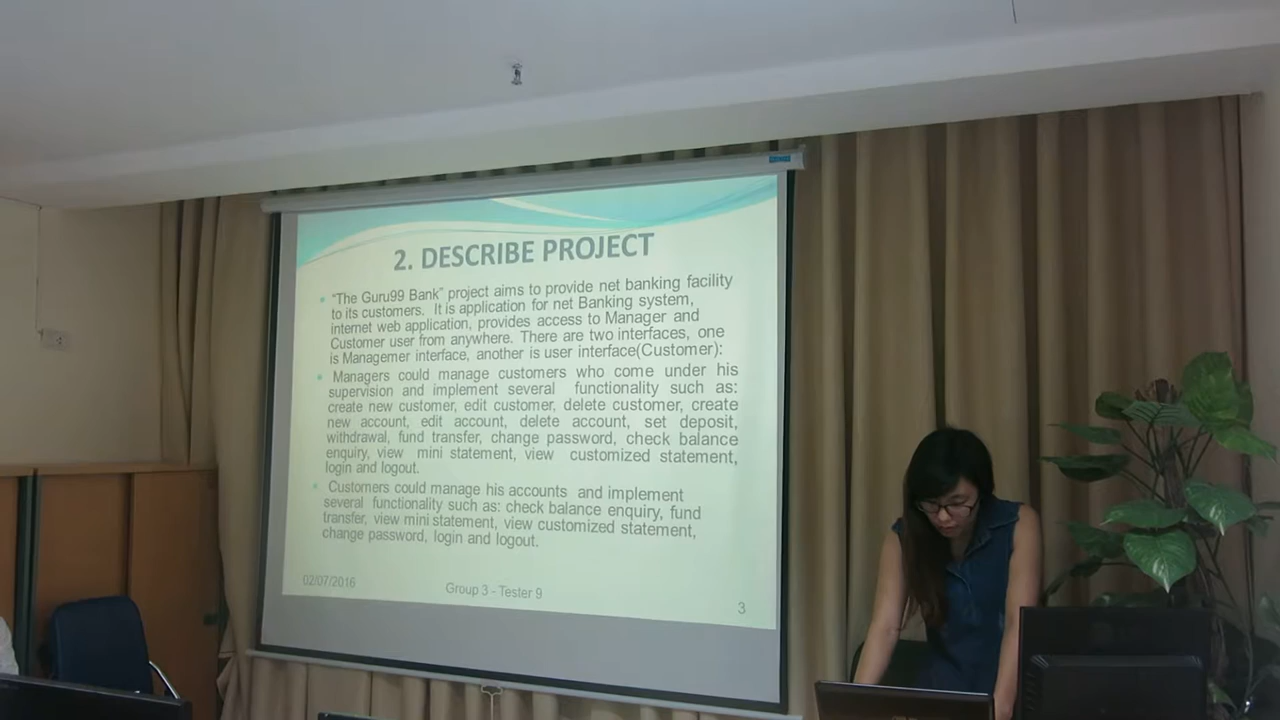 2. DESCRIBE PROJECT
“The Guru99 Bank” project aims to provide net banking facility
to its customers. It is application for net Banking system,
internet web application, provides access to Manager and
Customer user from anywhere. There are two interfaces, one
is Managemer interface, another is user interface(Customer):
Managers could manage customers who come under his
supervision and implement several functionality such as:
create new customer, edit customer, delete customer, create
new account, edit account, delete account, set deposit,
withdrawal, fund transfer, change password, check balance
enquiry, view mini statement, view customized statement,
login and logout.
Customers could manage his accounts and implement
several functionality such as: check balance enquiry, fund
transfer, view mini statement, view customized statement,
change password, login and logout.
02/07/2016
Group 3 - Tester 9
3